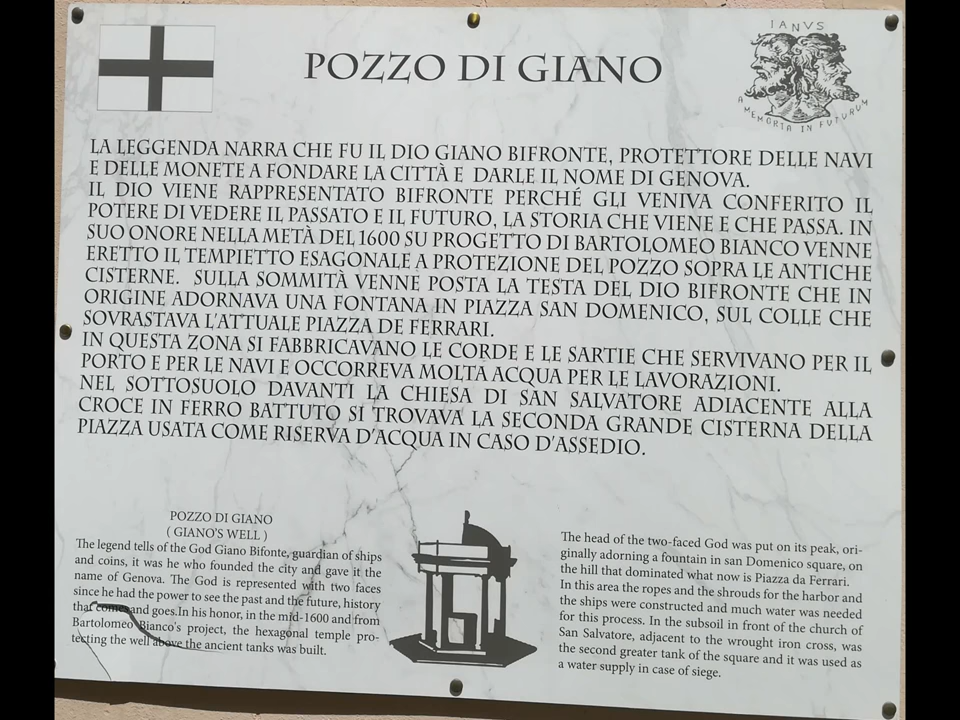 POZZO DI GIANO
IANVS
A MEMORIA IN FUTURUM
LA LEGGENDA NARRA CHE FU IL DIO GIANO BIFRONTE, PROTETTORE DELLE NAVI
E DELLE MONETE A FONDARE LA CITTÀ E DARLE IL NOME DI GENOVA.
IL DIO VIENE RAPPRESENTATO BIFRONTE PERCHÉ GLI VENIVA CONFERITO IL
POTERE DI VEDERE IL PASSATO E IL FUTURO, LA STORIA CHE VIENE E CHE PASSA. IN
SUO ONORE NELLA METÀ DEL 1600 SU PROGETTO DI BARTOLOMEO BIANCO VENNE
ERETTO IL TEMPIETTO ESAGONALE A PROTEZIONE DEL POZZO SOPRA LE ANTICHE
CISTERNE. SULLA SOMMITÀ VENNE POSTA LA TESTA DEL DIO BIFRONTE CHE IN
ORIGINE ADORNAVA UNA FONTANA IN PIAZZA SAN DOMENICO, SUL COLLE CHE
SOVRASTAVA L'ATTUALE PIAZZA DE FERRARI.
IN QUESTA ZONA SI FABBRICAVANO LE CORDE E LE SARTIE CHE SERVIVANO PER IL
PORTO E PER LE NAVI E OCCORREVA MOLTA ACQUA PER LE LAVORAZIONI.
NEL SOTTOSUOLO DAVANTI LA CHIESA DI SAN SALVATORE ADIACENTE ALLA
CROCE IN FERRO BATTUTO SI TROVAVA LA SECONDA GRANDE CISTERNA DELLA
PIAZZA USATA COME RISERVA D'ACQUA IN CASO D'ASSEDIO.
POZZO DI GIANO
( GIANO'S WELL )
The legend tells of the God Giano Bifonte, guardian of ships
and coins, it was he who founded the city and gave it the
name of Genova. The God is represented with two faces
since he had the power to see the past and the future, history
that comes and goes.In his honor, in the mid-1600 and from
Bartolomeo Bianco's project, the hexagonal temple pro-
tecting the well above the ancient tanks was built.
The head of the two-faced God was put on its peak, ori-
ginally adorning a fountain in san Domenico square, on
the hill that dominated what now is Piazza da Ferrari.
In this area the ropes and the shrouds for the harbor and
the ships were constructed and much water was needed
for this process. In the subsoil in front of the church of
San Salvatore, adjacent to the wrought iron cross, was
the second greater tank of the square and it was used as
a water supply in case of siege.